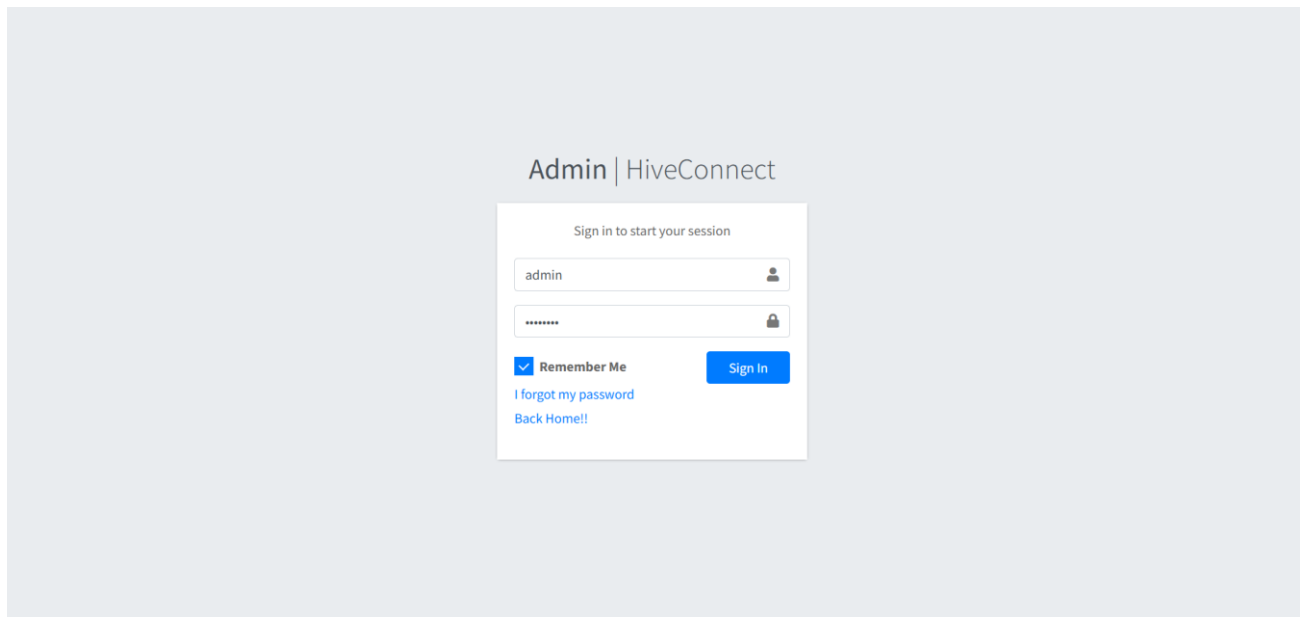 Admin | HiveConnect
Sign in to start your session
admin
••••••••
Remember Me
Sign In
I forgot my password
Back Home!!